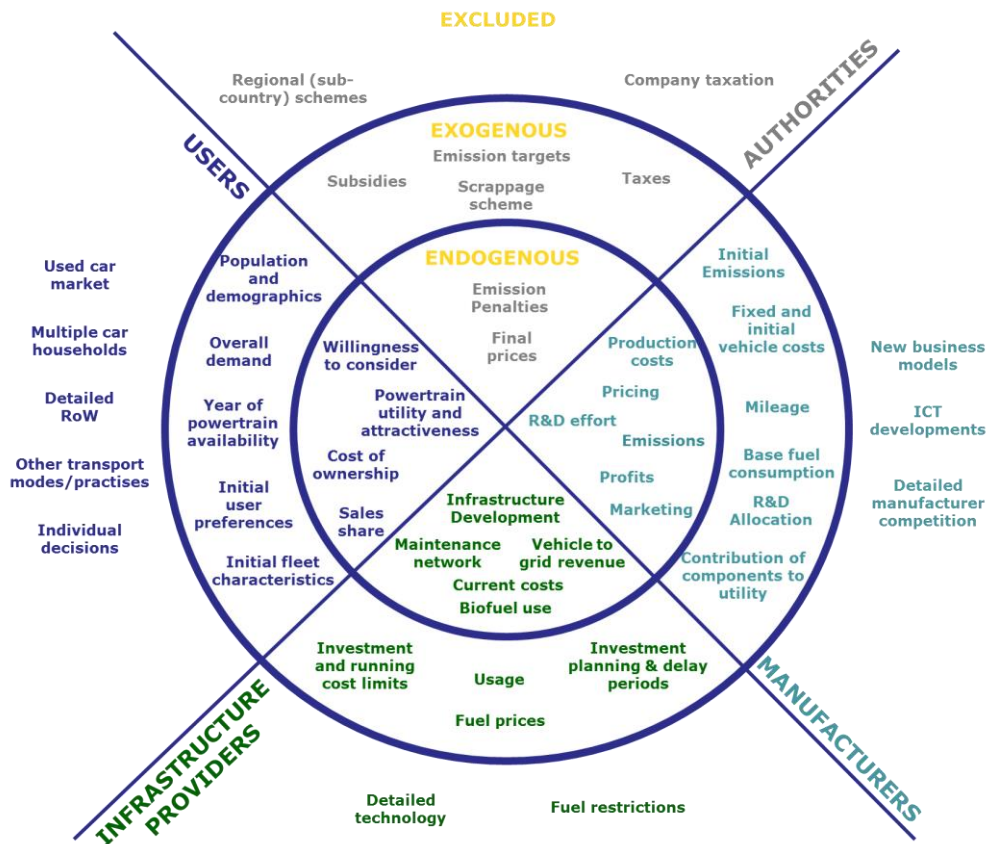 EXCLUDED
Regional (sub-
country) schemes
Company taxation
USERS
AUTHORITIES
EXOGENOUS
Emission targets
Subsidies
Scrappage
scheme
Taxes
ENDOGENOUS
Emission
Penalties
Final
prices
Used car
market
Multiple car
households
Detailed
RoW
Other transport
modes/practises
Individual
decisions
Population
and
demographics
Overall
demand
Year of
powertrain
availability
Initial
user
preferences
Initial fleet
characteristics
Willingness
to consider
Powertrain
utility and
attractiveness
Cost of
ownership
Sales
share
Production
costs
Pricing
R&D effort
Emissions
Profits
Marketing
Initial
Emissions
Fixed and
initial
vehicle costs
Mileage
Base fuel
consumption
R&D
Allocation
Contribution of
components to
utility
New business
models
ICT
developments
Detailed
manufacturer
competition
Infrastructure
Development
Maintenance
network
Vehicle to
grid revenue
Current costs
Biofuel use
Investment
and running
cost limits
Usage
Investment
planning & delay
periods
Fuel prices
INFRASTRUCTURE
PROVIDERS
MANUFACTURERS
Detailed
technology
Fuel restrictions